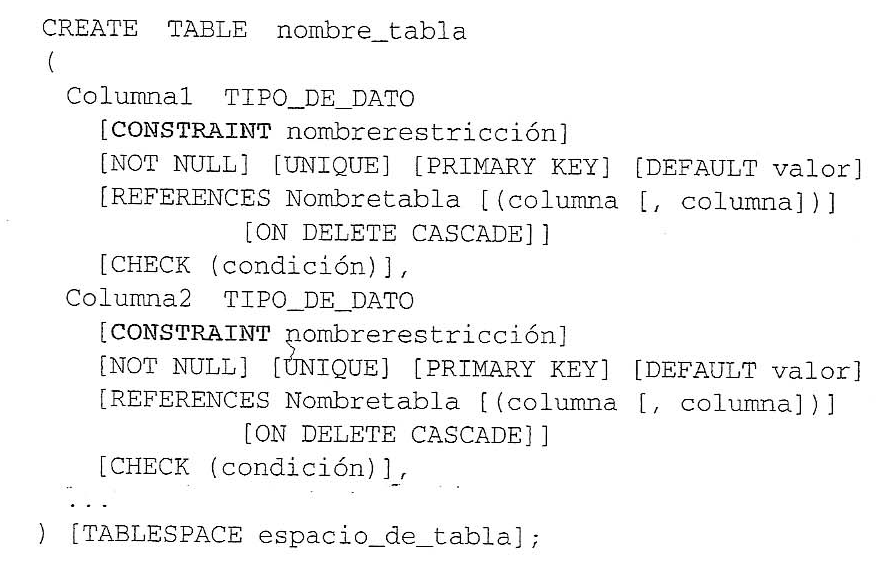 CREATE TABLE nombre_tabla
(
Columna1 TIPO_DE_DATO
[CONSTRAINT nombrerestricción]
[NOT NULL] [UNIQUE] [PRIMARY KEY] [DEFAULT valor]
[REFERENCES Nombretabla [(columna [, columna])]
[ON DELETE CASCADE]]
[CHECK (condición)],
Columna2 TIPO_DE_DATO
[CONSTRAINT nombrerestricción]
[NOT NULL] [UNIQUE] [PRIMARY KEY] [DEFAULT valor]
[REFERENCES Nombretabla [(columna [, columna])]
[ON DELETE CASCADE]]
[CHECK (condición)],
...
) [TABLESPACE espacio_de_tabla];